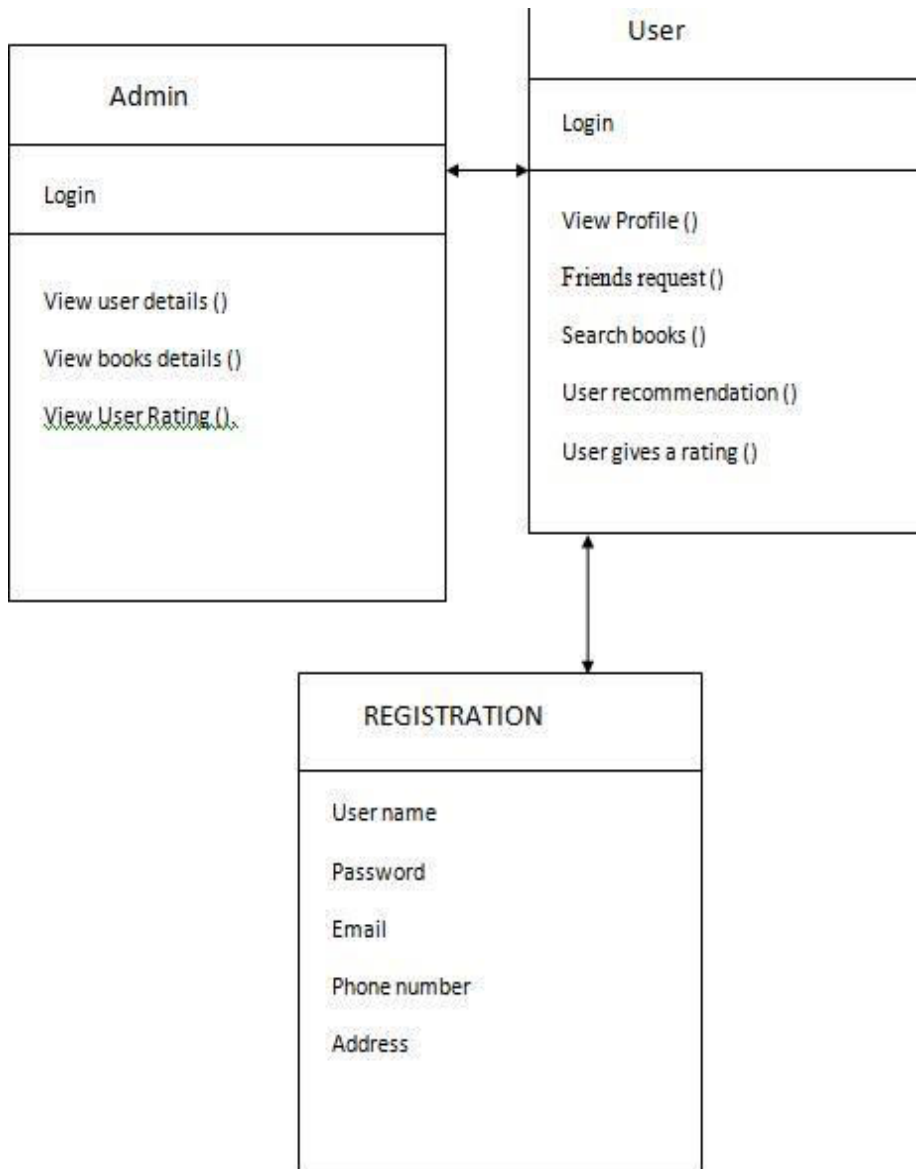 Admin
Login
View user details ()
View books details ()
View User Rating ().
User
Login
View Profile ()
Friends request ()
Search books ()
User recommendation ()
User gives a rating ()
REGISTRATION
User name
Password
Email
Phone number
Address